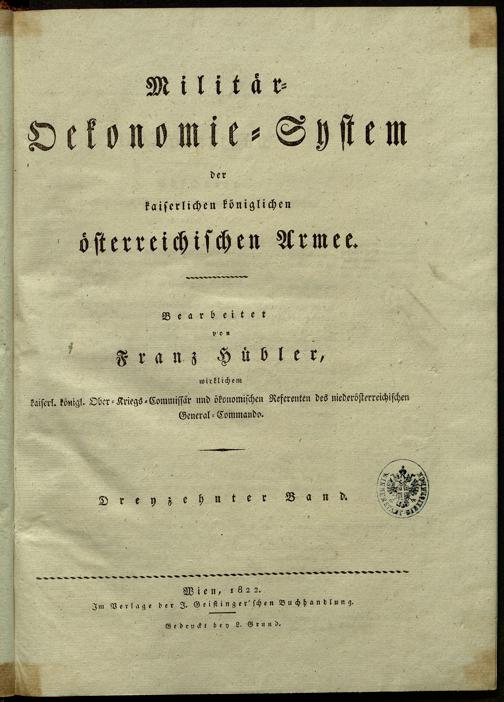 Militär-
Oekonomie-System
der
kaiserlichen königlichen
österreichischen Armee.
Bearbeitet
von
Franz Hübler,
wirklichem
kaiserl. königl. Ober-Kriegs-Commissär und ökonomischen Referenten des niederösterreichischen
General-Commando.
Dreyzehnter Band.
Wien, 1822.
Im Verlage der J. Geistinger'schen Buchhandlung.
Gedruckt bey L. Grund.